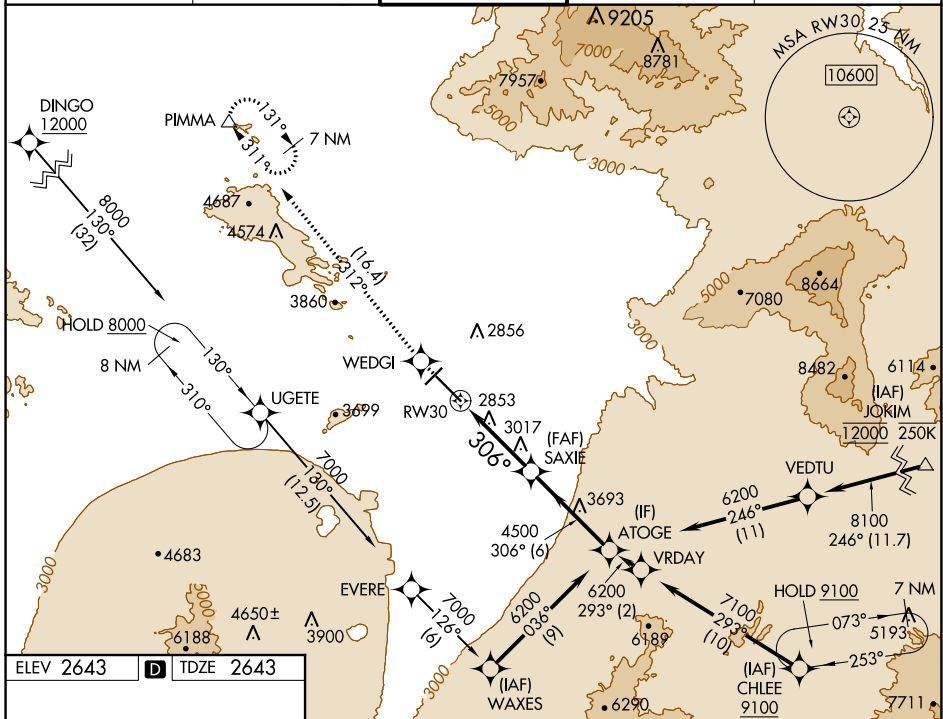 9205
7000
8781
7957
5000
3000
MSA RW30 25 NM
10600
DINGO
12000
PIMMA
131°
311°
7 NM
8000
130°
(32)
4687
4574
(16.4)
312°
3860
HOLD 8000
8 NM
130°
310°
UGETE
3699
WEDGI
2856
RW30
2853
3017
306°
(FAF)
SAXIE
3000
5000
7080
8664
8482
6114
(IAF)
JOKIM
12000 250K
VEDTU
6200
246°
(11)
8100
246° (11.7)
7000
130°
(12.5)
3693
4500
306° (6)
(IF)
ATOGE
VRDAY
6200
293° (2)
4683
3000
5000
4650±
6188
3900
EVERE
7000
126°
(6)
6200
036°
(9)
(IAF)
WAXES
3000
6189
6290
7100
293°
(10)
HOLD 9100
7 NM
073°
5193
253°
(IAF)
CHLEE
9100
7711
ELEV 2643 D TDZE 2643